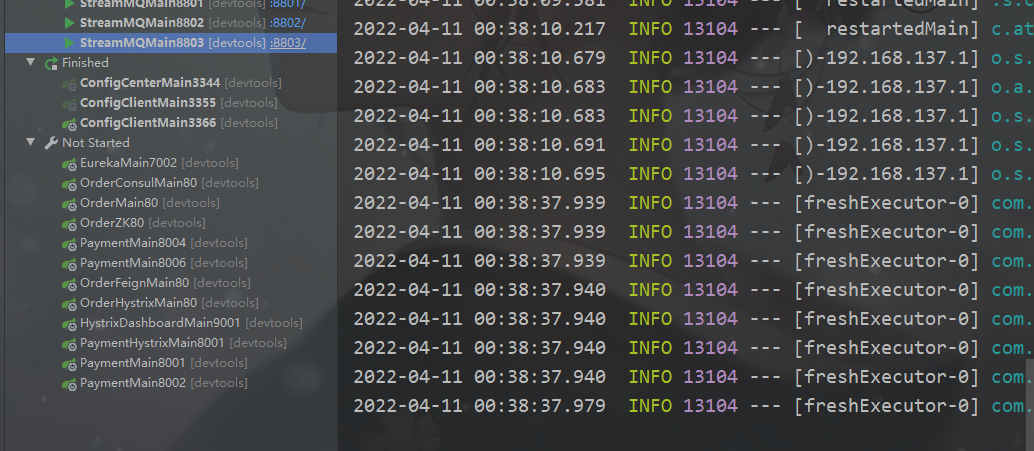 StreamMQMain8801 [devtools] :8801/
StreamMQMain8802 [devtools] :8802/
StreamMQMain8803 [devtools] :8803/
Finished
ConfigCenterMain3344 [devtools]
ConfigClientMain3355 [devtools]
ConfigClientMain3366 [devtools]
Not Started
EurekaMain7002 [devtools]
OrderConsulMain80 [devtools]
OrderMain80 [devtools]
OrderZK80 [devtools]
PaymentMain8004 [devtools]
PaymentMain8006 [devtools]
OrderFeignMain80 [devtools]
OrderHystrixMain80 [devtools]
HystrixDashboardMain9001 [devtools]
PaymentHystrixMain8001 [devtools]
PaymentMain8001 [devtools]
PaymentMain8002 [devtools]
2022-04-11 00:38:09.581  INFO 13104 --- [  restartedMain] .s.c
2022-04-11 00:38:10.217  INFO 13104 --- [  restartedMain] c.at
2022-04-11 00:38:10.679  INFO 13104 --- [)-192.168.137.1] o.s.
2022-04-11 00:38:10.683  INFO 13104 --- [)-192.168.137.1] o.a.
2022-04-11 00:38:10.683  INFO 13104 --- [)-192.168.137.1] o.s.
2022-04-11 00:38:10.691  INFO 13104 --- [)-192.168.137.1] o.s.
2022-04-11 00:38:10.695  INFO 13104 --- [)-192.168.137.1] o.s.
2022-04-11 00:38:37.939  INFO 13104 --- [freshExecutor-0] com.
2022-04-11 00:38:37.939  INFO 13104 --- [freshExecutor-0] com.
2022-04-11 00:38:37.939  INFO 13104 --- [freshExecutor-0] com.
2022-04-11 00:38:37.940  INFO 13104 --- [freshExecutor-0] com.
2022-04-11 00:38:37.940  INFO 13104 --- [freshExecutor-0] com.
2022-04-11 00:38:37.940  INFO 13104 --- [freshExecutor-0] com.
2022-04-11 00:38:37.940  INFO 13104 --- [freshExecutor-0] com.
2022-04-11 00:38:37.979  INFO 13104 --- [freshExecutor-0] com.